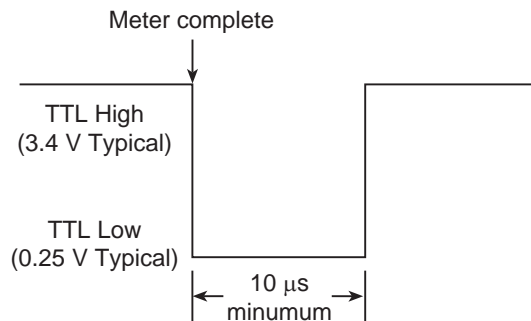 Meter complete
TTL High
(3.4 V Typical)
TTL Low
(0.25 V Typical)
10 μs
minumum